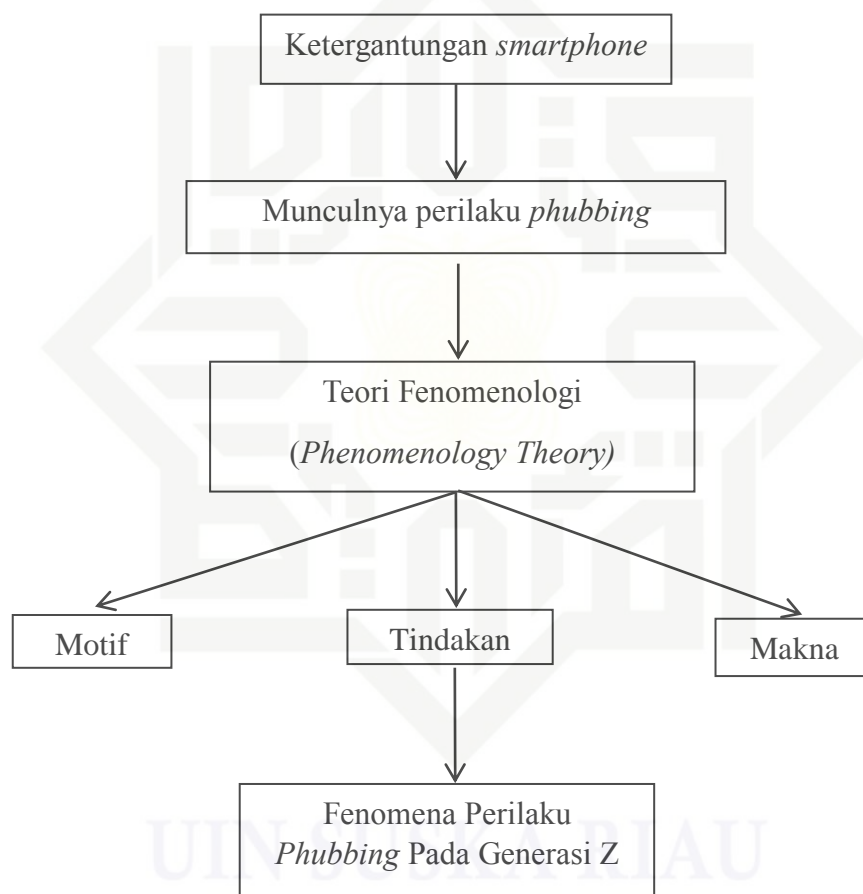 Ketergantungan smartphone
Munculnya perilaku phubbing
Teori Fenomenologi
(Phenomenology Theory)
Motif
Tindakan
Makna
Fenomena Perilaku
Phubbing Pada Generasi Z
UIN SUSKA RIAU